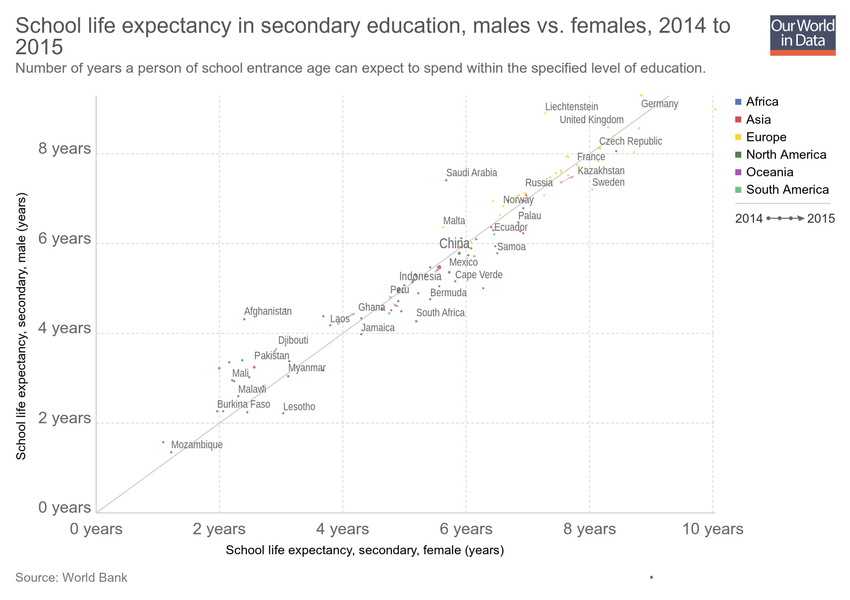 School life expectancy in secondary education, males vs. females, 2014 to
2015
Our World
in Data
Number of years a person of school entrance age can expect to spend within the specified level of education.
Liechtenstein
Germany
United Kingdom
Czech Republic
8 years
France
Saudi Arabia
Kazakhstan
Russia
Sweden
Norway
Malta
Palau
Ecuador
6 years
China
Samoa
Mexico
Indonesia
Cape Verde
Peru
Bermuda
Afghanistan
Ghana
South Africa
Laos
4 years
Jamaica
Djibouti
Pakistan
Myanmar
Mali
Malawi
Burkina Faso
Lesotho
2 years
Mozambique
0 years
0 years
2 years
4 years
6 years
8 years
10 years
School life expectancy, secondary, male (years)
School life expectancy, secondary, female (years)
Africa
Asia
Europe
North America
Oceania
South America
2014
2015
Source: World Bank